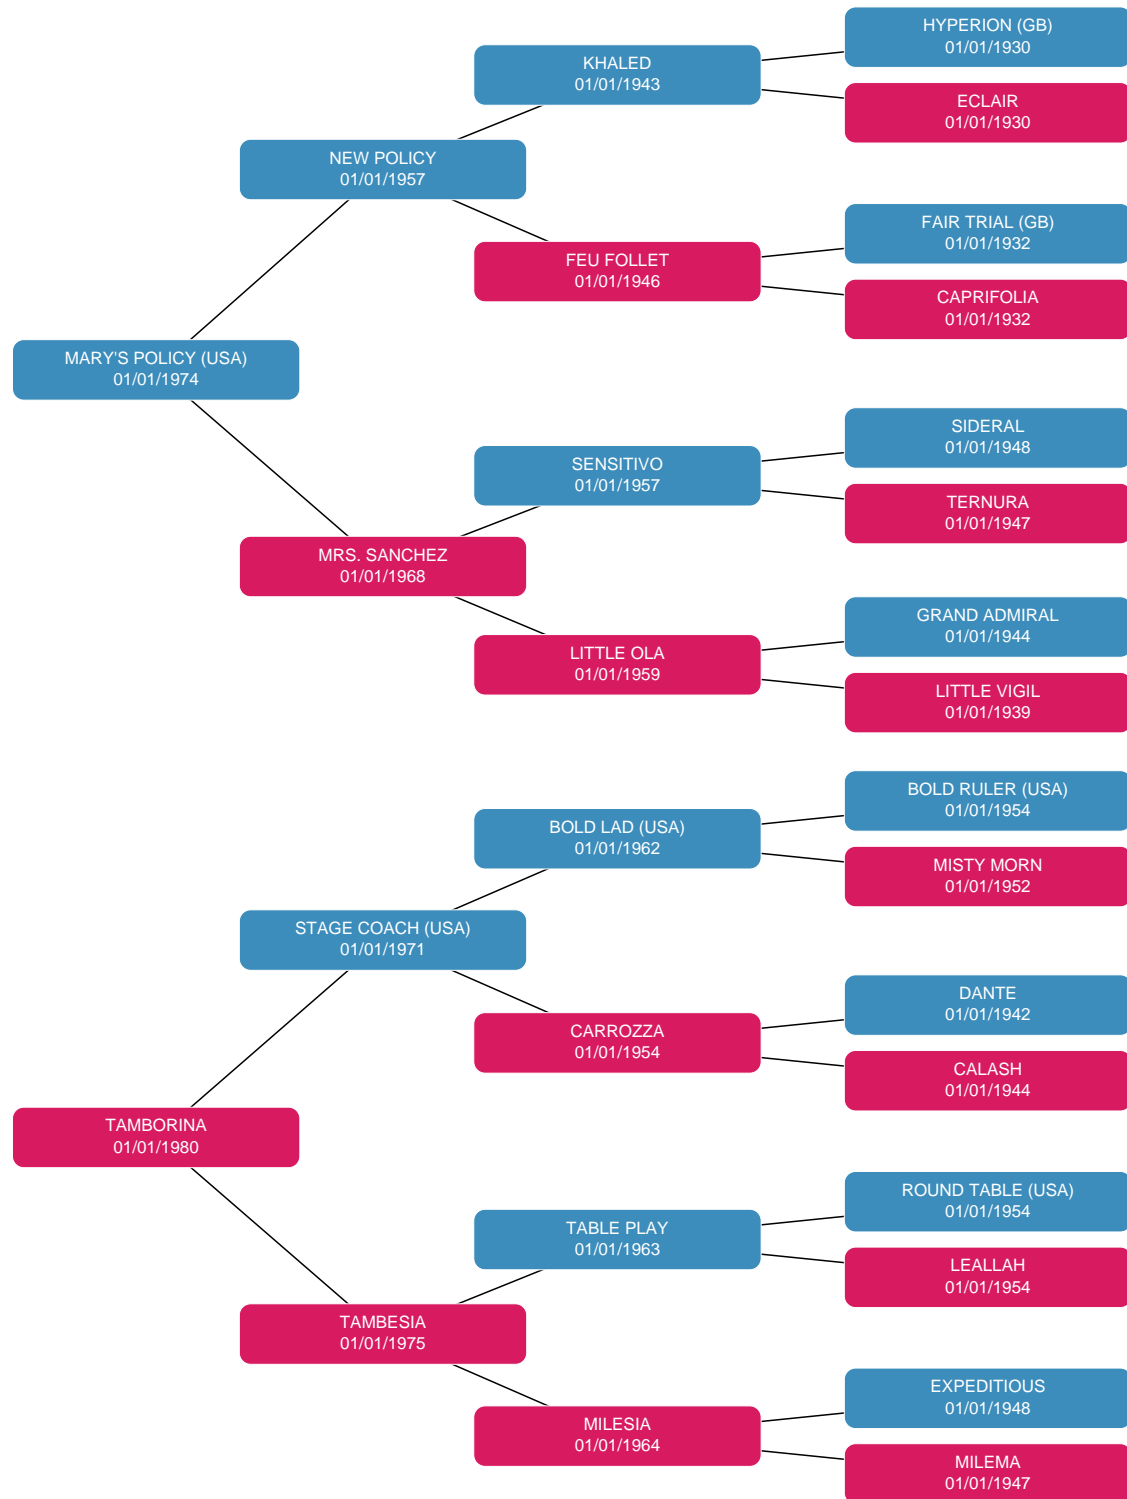 HYPERION (GB)
01/01/1930
KHALED
01/01/1943
ECLAIR
01/01/1930
NEW POLICY
01/01/1957
FAIR TRIAL (GB)
01/01/1932
FEU FOLLET
01/01/1946
CAPRIFOLIA
01/01/1932
MARY'S POLICY (USA)
01/01/1974
SIDERAL
01/01/1948
SENSITIVO
01/01/1957
TERNURA
01/01/1947
MRS. SANCHEZ
01/01/1968
GRAND ADMIRAL
01/01/1944
LITTLE OLA
01/01/1959
LITTLE VIGIL
01/01/1939
BOLD RULER (USA)
01/01/1954
BOLD LAD (USA)
01/01/1962
MISTY MORN
01/01/1952
STAGE COACH (USA)
01/01/1971
DANTE
01/01/1942
CARROZZA
01/01/1954
CALASH
01/01/1944
TAMBORINA
01/01/1980
ROUND TABLE (USA)
01/01/1954
TABLE PLAY
01/01/1963
LEALLAH
01/01/1954
TAMBESIA
01/01/1975
EXPEDITIOUS
01/01/1948
MILESIA
01/01/1964
MILEMA
01/01/1947